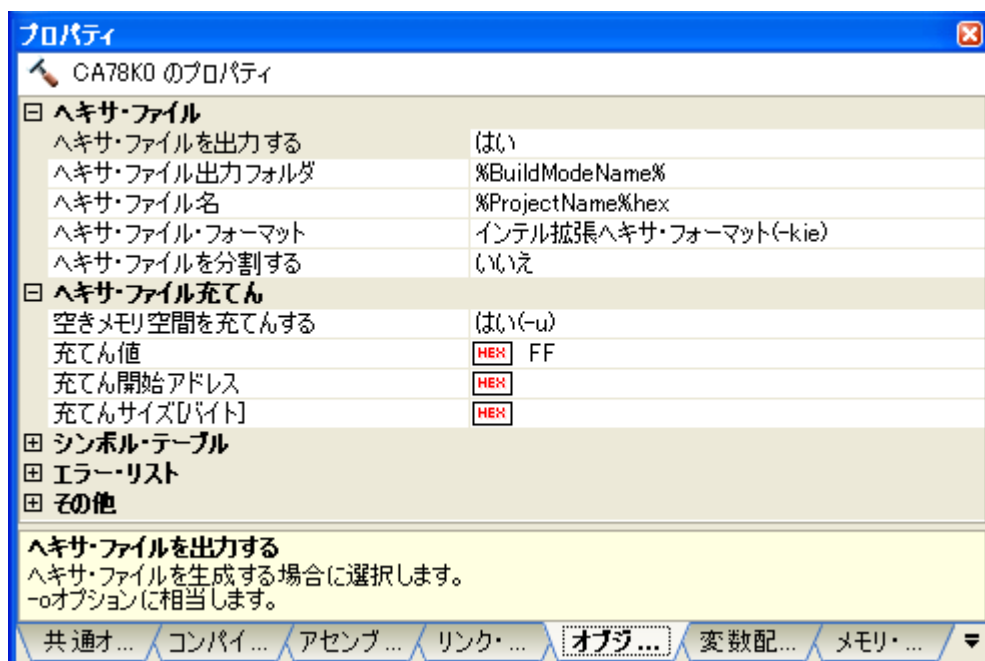 プロパティ
CA78K0 のプロパティ
ヘキサ・ファイル
ヘキサ・ファイルを出力する はい
ヘキサ・ファイル出力フォルダ %BuildModeName%
ヘキサ・ファイル名 %ProjectName%hex
ヘキサ・ファイル・フォーマット インテル拡張ヘキサ・フォーマット(-kie)
ヘキサ・ファイルを分割する いいえ
ヘキサ・ファイル充てん
空きメモリ空間を充てんする はい(-u)
充てん値 HEX FF
充てん開始アドレス HEX
充てんサイズ[バイト] HEX
シンボル・テーブル
エラー・リスト
その他
ヘキサ・ファイルを出力する
ヘキサ・ファイルを生成する場合に選択します。
-oオプションに相当します。
共通オ... コンパイ... アセンブ... リンク・... オブジ... 変数配... メモリ・...